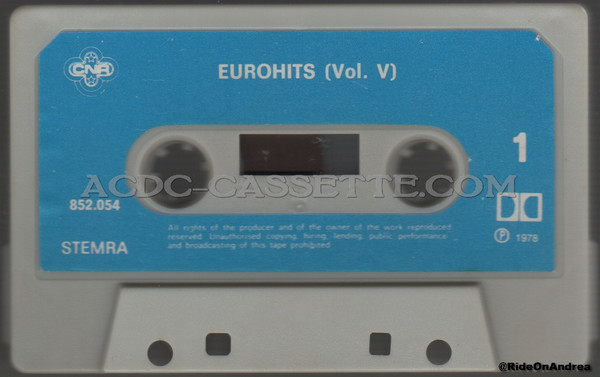 CNR
EUROHITS (Vol. V)
1
ACDC-CASSETTE.COM
852.054
All rights of the producer and of the owner of the work reproduced
reserved. Unauthorised copying, hiring, lending, public performance
and broadcasting of this tape prohibited
STEMRA
℗ 1978
@RideOnAndrea